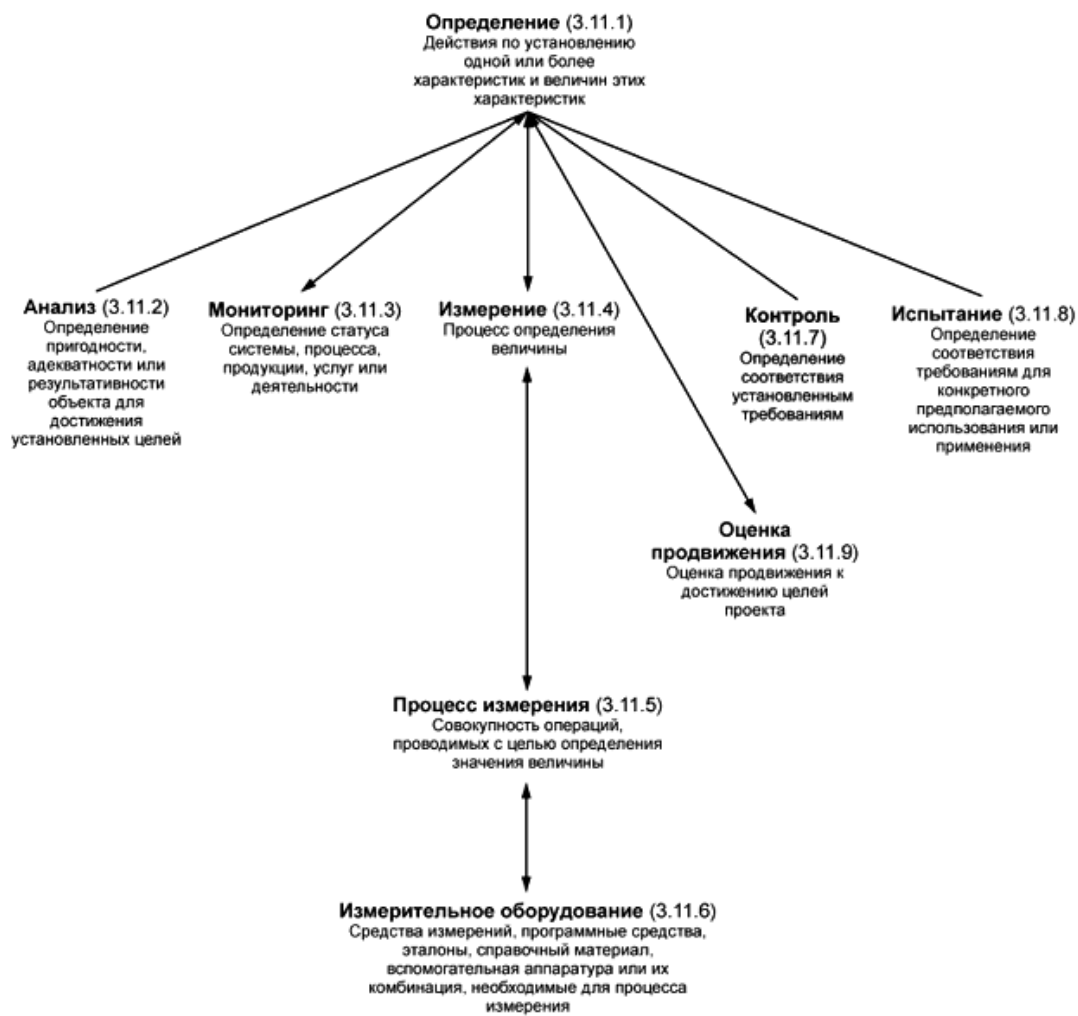 Определение (3.11.1)
Действия по установлению
одной или более
характеристик и величин этих
характеристик
Анализ (3.11.2)
Определение
пригодности,
адекватности или
результативности
объекта для
достижения
установленных целей
Мониторинг (3.11.3)
Определение статуса
системы, процесса,
продукции, услуг или
деятельности
Измерение (3.11.4)
Процесс определения
величины
Контроль
(3.11.7)
Определение
соответствия
установленным
требованиям
Испытание (3.11.8)
Определение
соответствия
требованиям для
конкретного
предполагаемого
использования или
применения
Оценка
продвижения (3.11.9)
Оценка продвижения к
достижению целей
проекта
Процесс измерения (3.11.5)
Совокупность операций,
проводимых с целью определения
значения величины
Измерительное оборудование (3.11.6)
Средства измерений, программные средства,
эталоны, справочный материал,
вспомогательная аппаратура или их
комбинация, необходимые для процесса
измерения